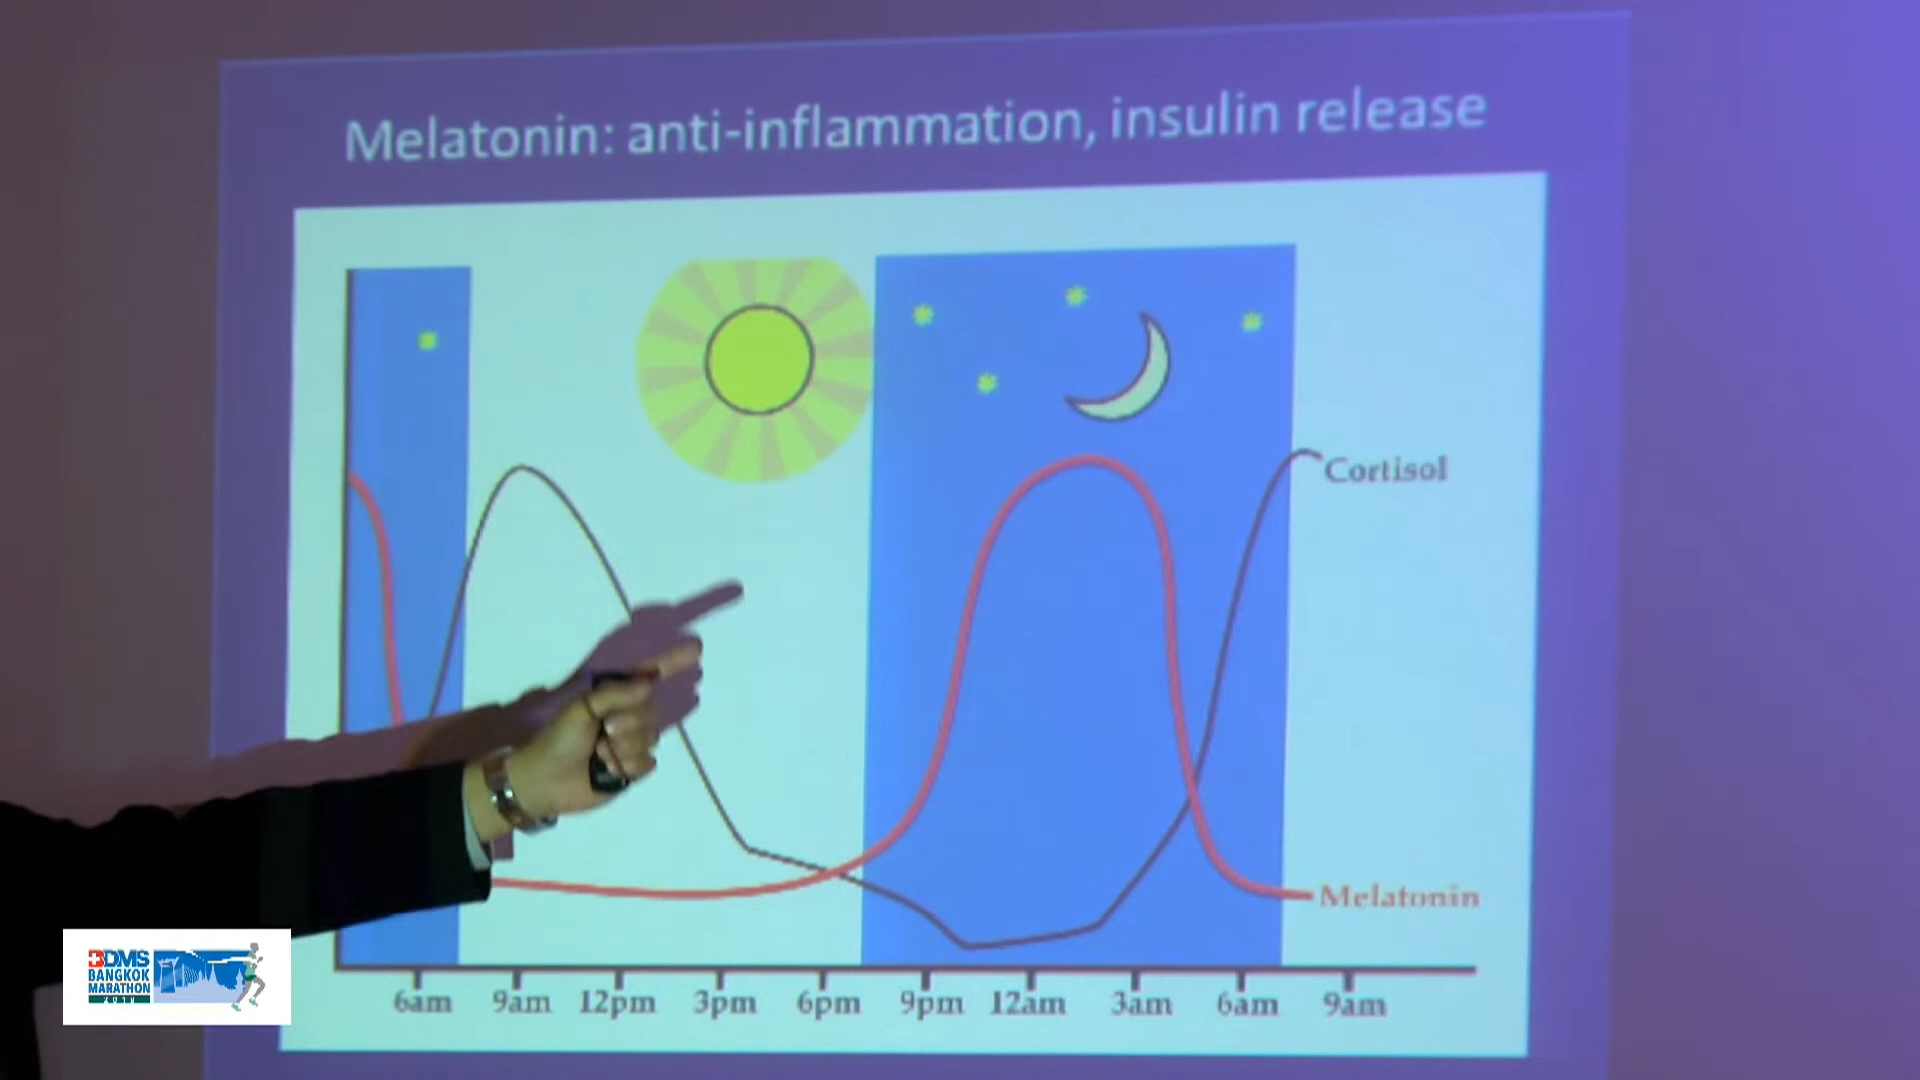 Melatonin: anti-inflammation, insulin release
Cortisol
Melatonin
6am 9am 12pm 3pm 6pm 9pm 12am 3am 6am 9am
BDMS
BANGKOK
MARATHON
2018